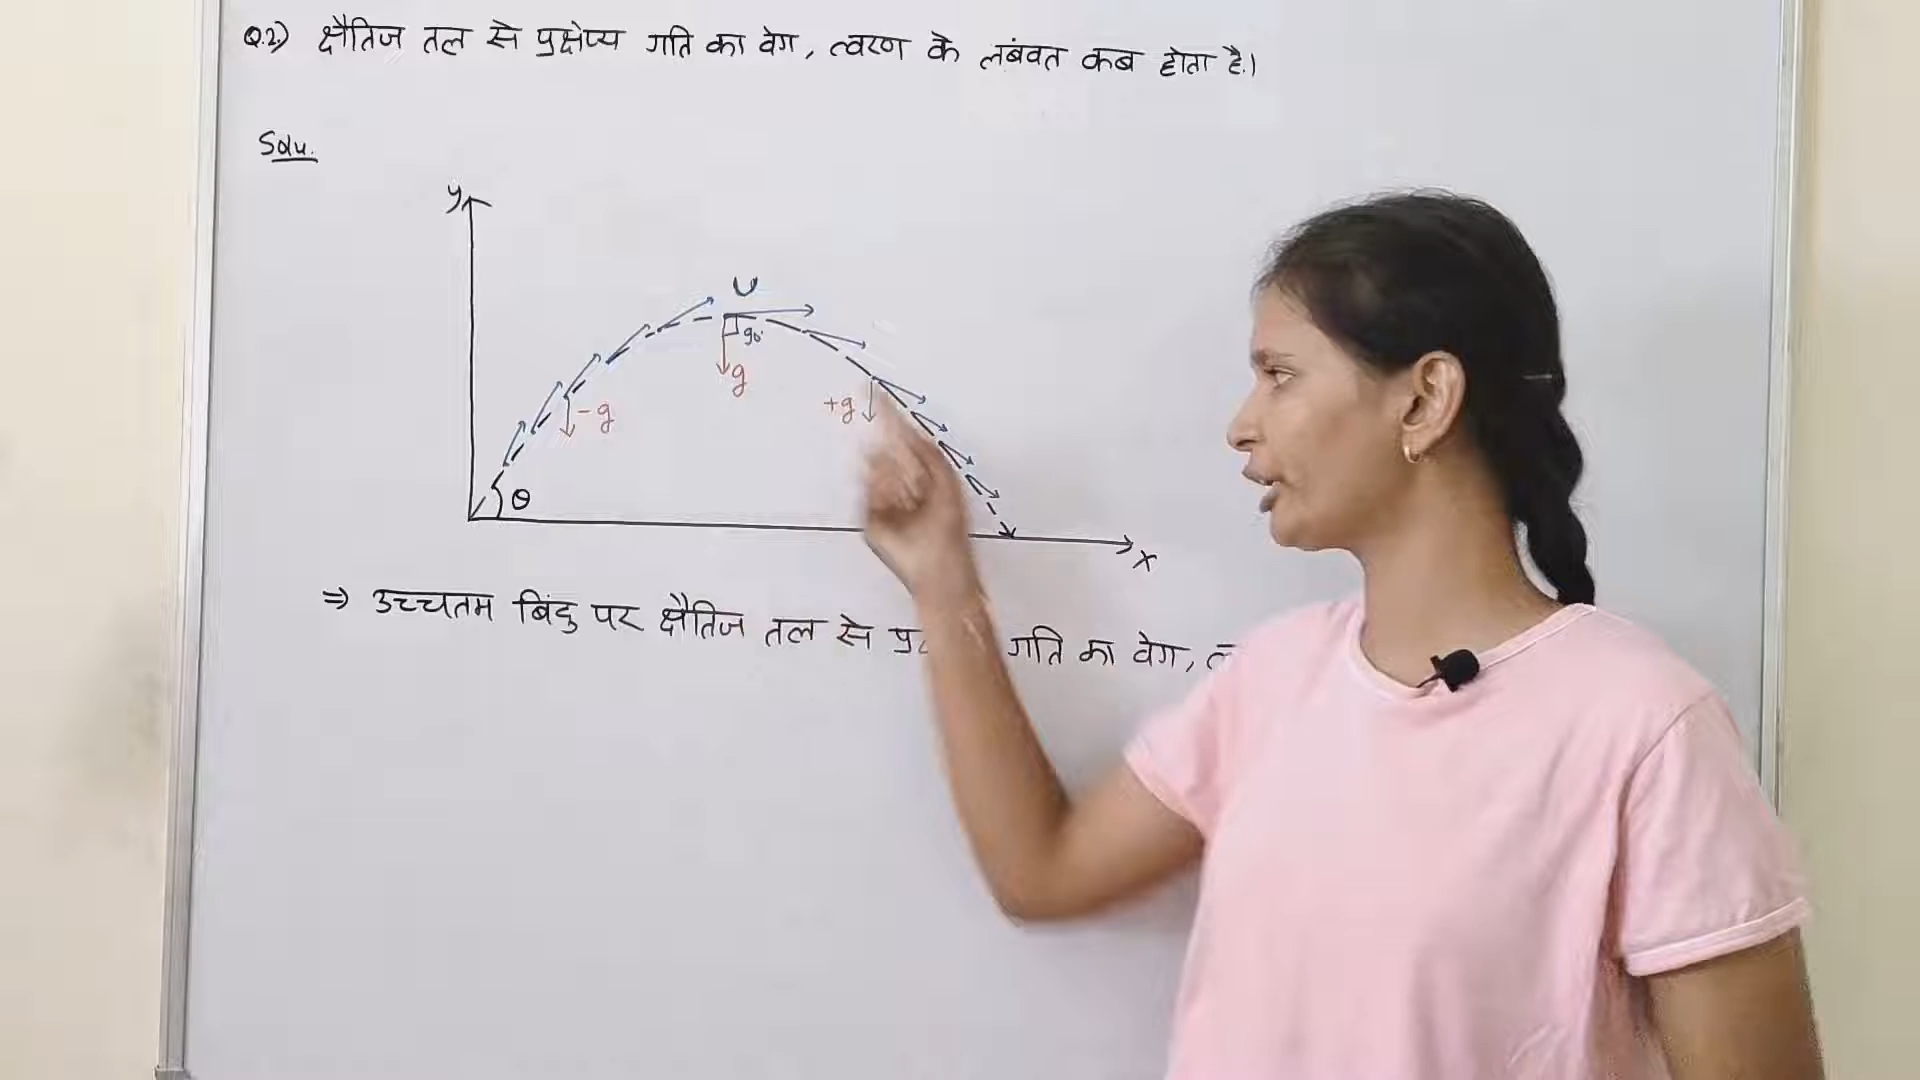 Q.2) क्षैतिज तल से प्रक्षेप्य गति का वेग, त्वरण के लंबवत कब होता है।
Solu.
y
U
90°
g
-g
+g
θ
x
⇒ उच्चतम बिंदु पर क्षैतिज तल से गति का वेग,